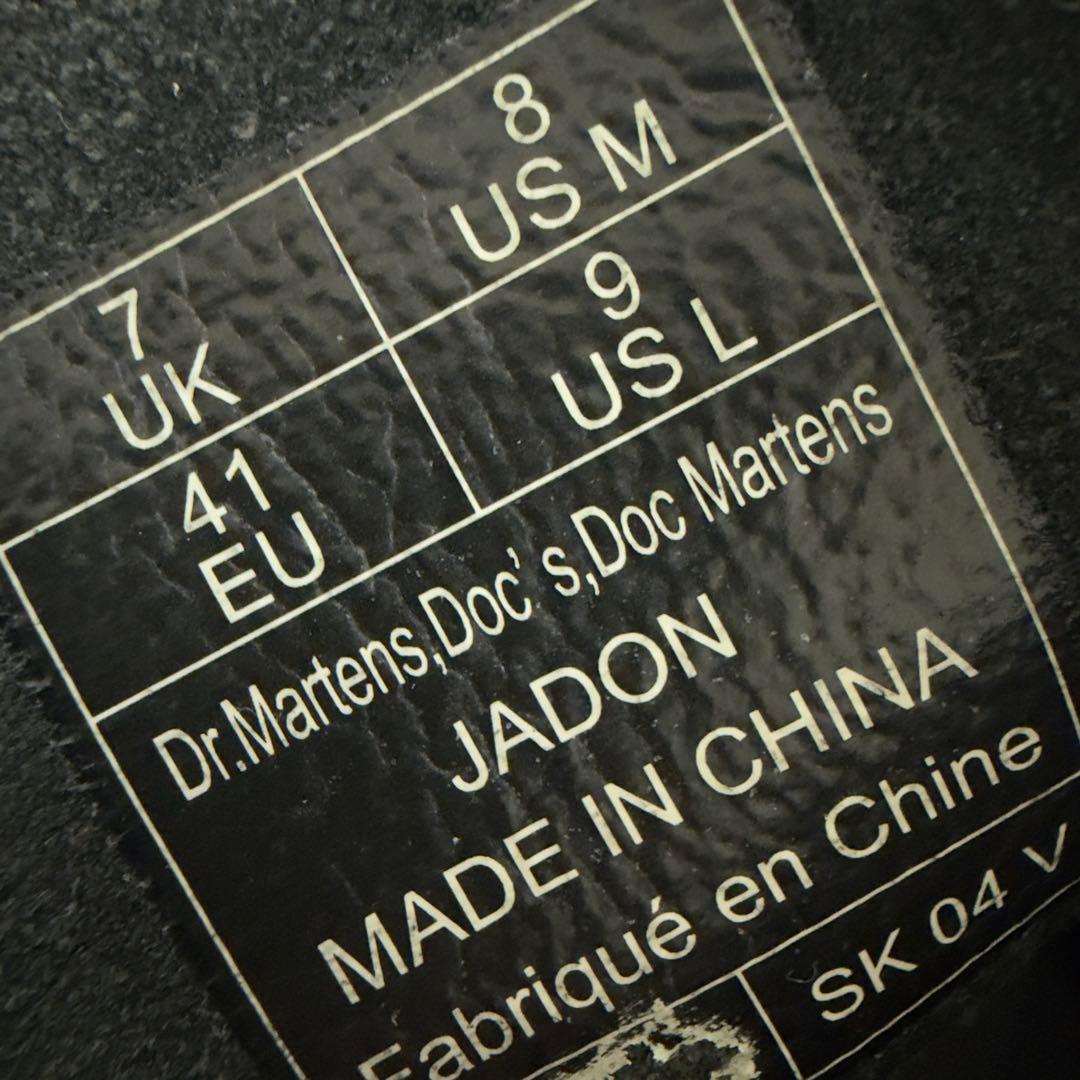 7
UK
8
US M
41
EU
9
US L
Dr.Martens,Doc's,Doc Martens
JADON
MADE IN CHINA
Fabriqué en Chine
SK 04 V